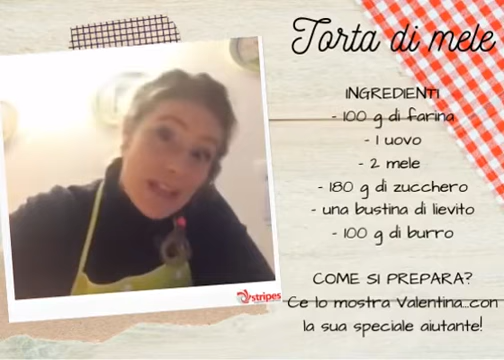 Torta di mele
INGREDIENTI
- 100 g di farina
- 1 uovo
- 2 mele
- 180 g di zucchero
- una bustina di lievito
- 100 g di burro
COME SI PREPARA?
Ce lo mostra Valentina con
la sua speciale aiutante!
stripes